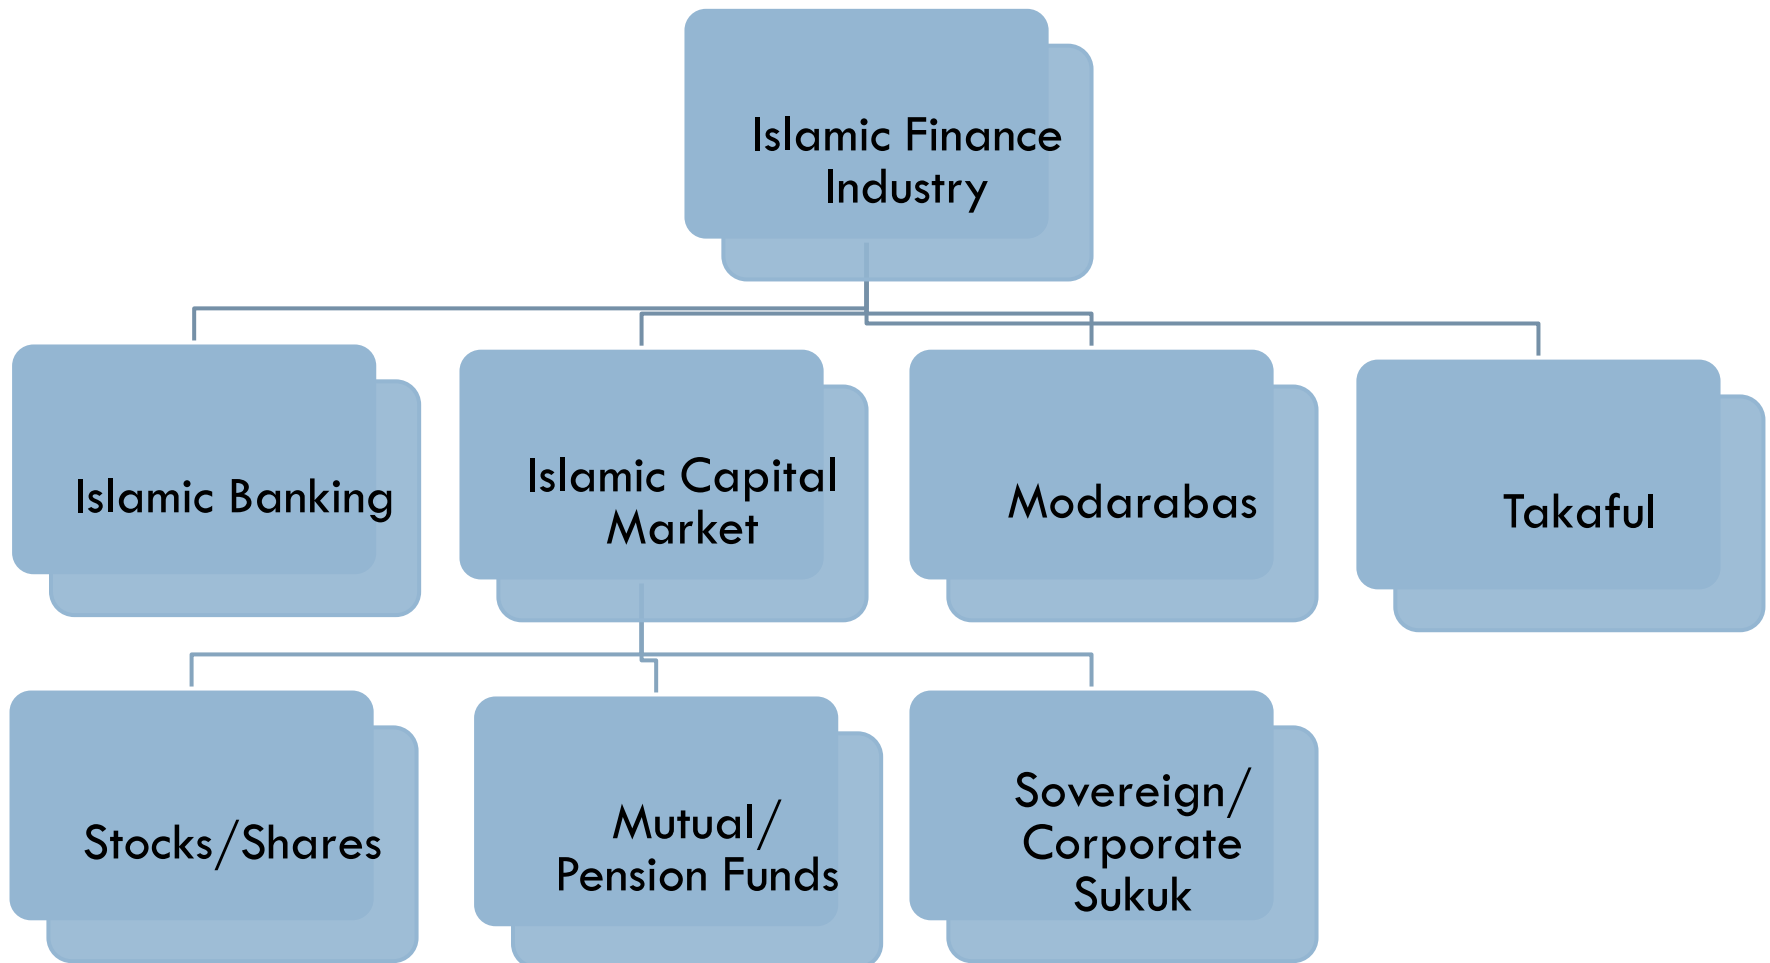 Islamic Finance
Industry
Islamic Banking
Islamic Capital
Market
Modarabas
Takaful
Stocks/Shares
Mutual/
Pension Funds
Sovereign/
Corporate
Sukuk